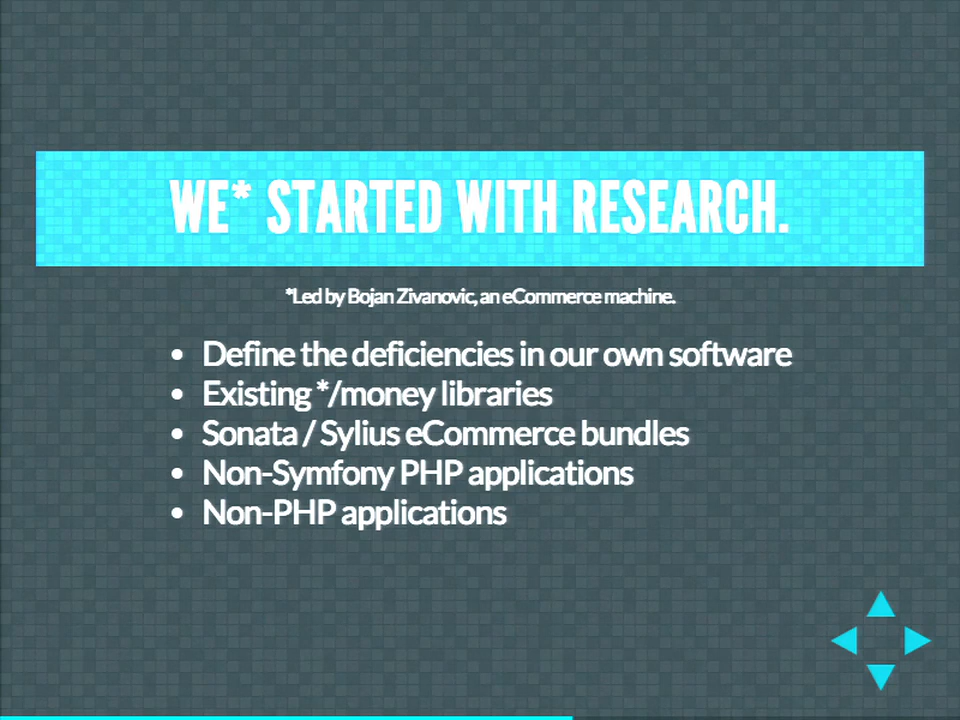 WE* STARTED WITH RESEARCH.
*Led by Bojan Zivanovic, an eCommerce machine.
• Define the deficiencies in our own software
• Existing */money libraries
• Sonata / Sylius eCommerce bundles
• Non-Symfony PHP applications
• Non-PHP applications